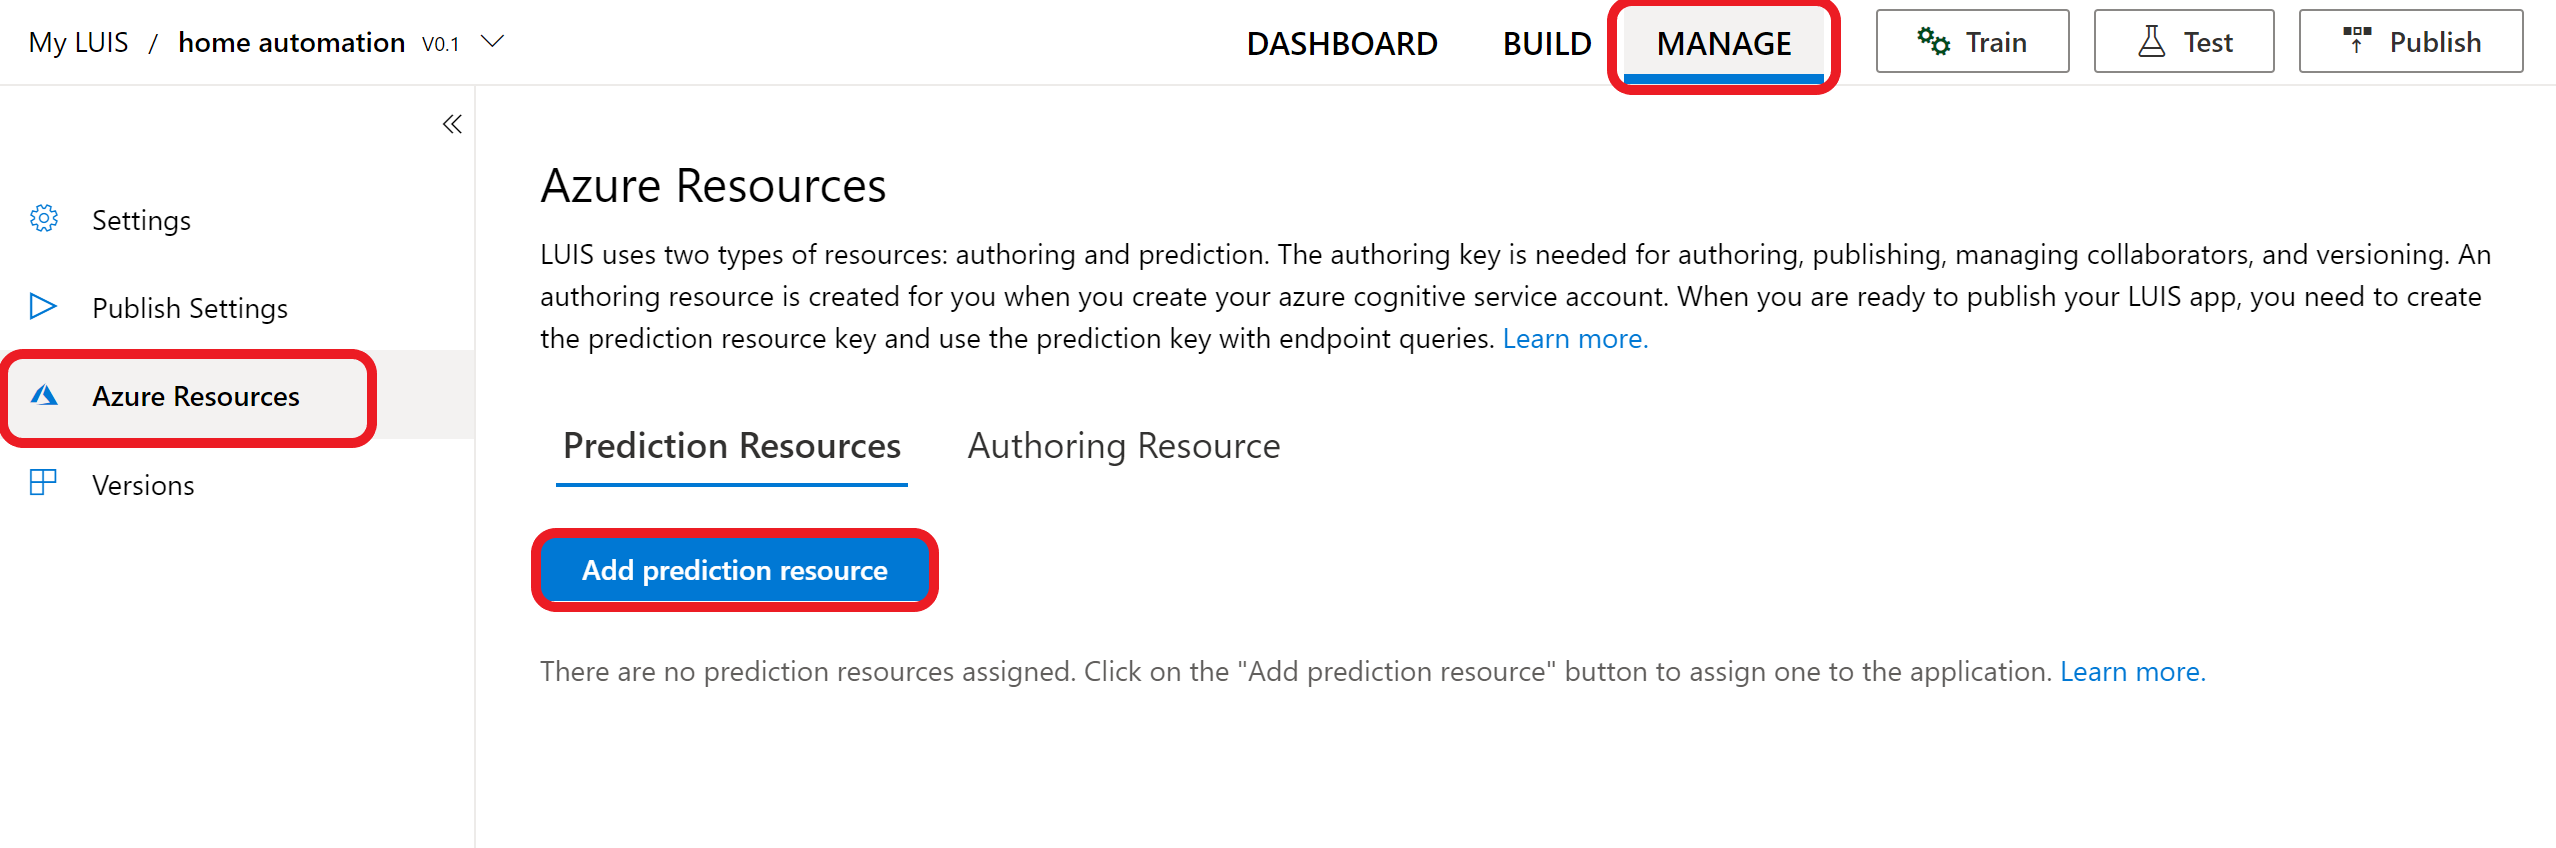 My LUIS / home automation V0.1
DASHBOARD
BUILD
MANAGE
Train
Test
Publish
Settings
Publish Settings
Azure Resources
Versions
Azure Resources
LUIS uses two types of resources: authoring and prediction. The authoring key is needed for authoring, publishing, managing collaborators, and versioning. An
authoring resource is created for you when you create your azure cognitive service account. When you are ready to publish your LUIS app, you need to create
the prediction resource key and use the prediction key with endpoint queries. Learn more.
Prediction Resources
Authoring Resource
Add prediction resource
There are no prediction resources assigned. Click on the "Add prediction resource" button to assign one to the application. Learn more.